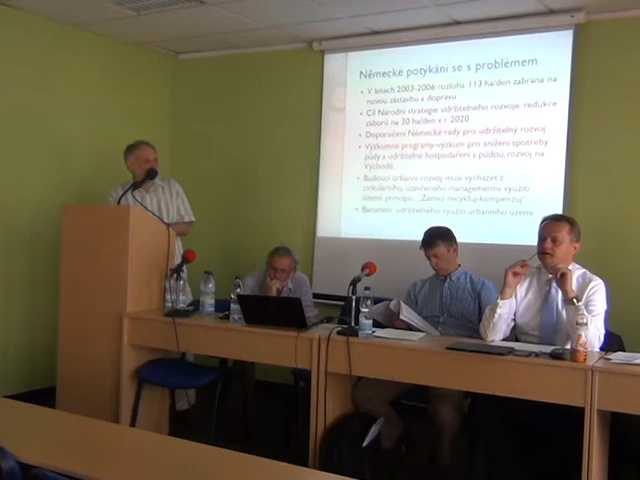 Německé potýkání se s problémem
V letech 2003-2006 rozloha 113 ha/den zabrána na
novou zástavbu a dopravu
Cíl Národní strategie udržitelného rozvoje, redukce
záborů na 30 ha/den v r. 2020
Doporučení Německé rady pro udržitelný rozvoj
Výzkumné programy-výzkum pro snížení spotřeby
půdy a udržitelné hospodaření s půdou, rozvoj na
Východě.
Budoucí urbánní rozvoj musí vycházet z
cirkulárního, uzavřeného managementu využití
území principu „Zamez-recykluj-kompenzuj"
Barometr udržitelného využití urbánního území